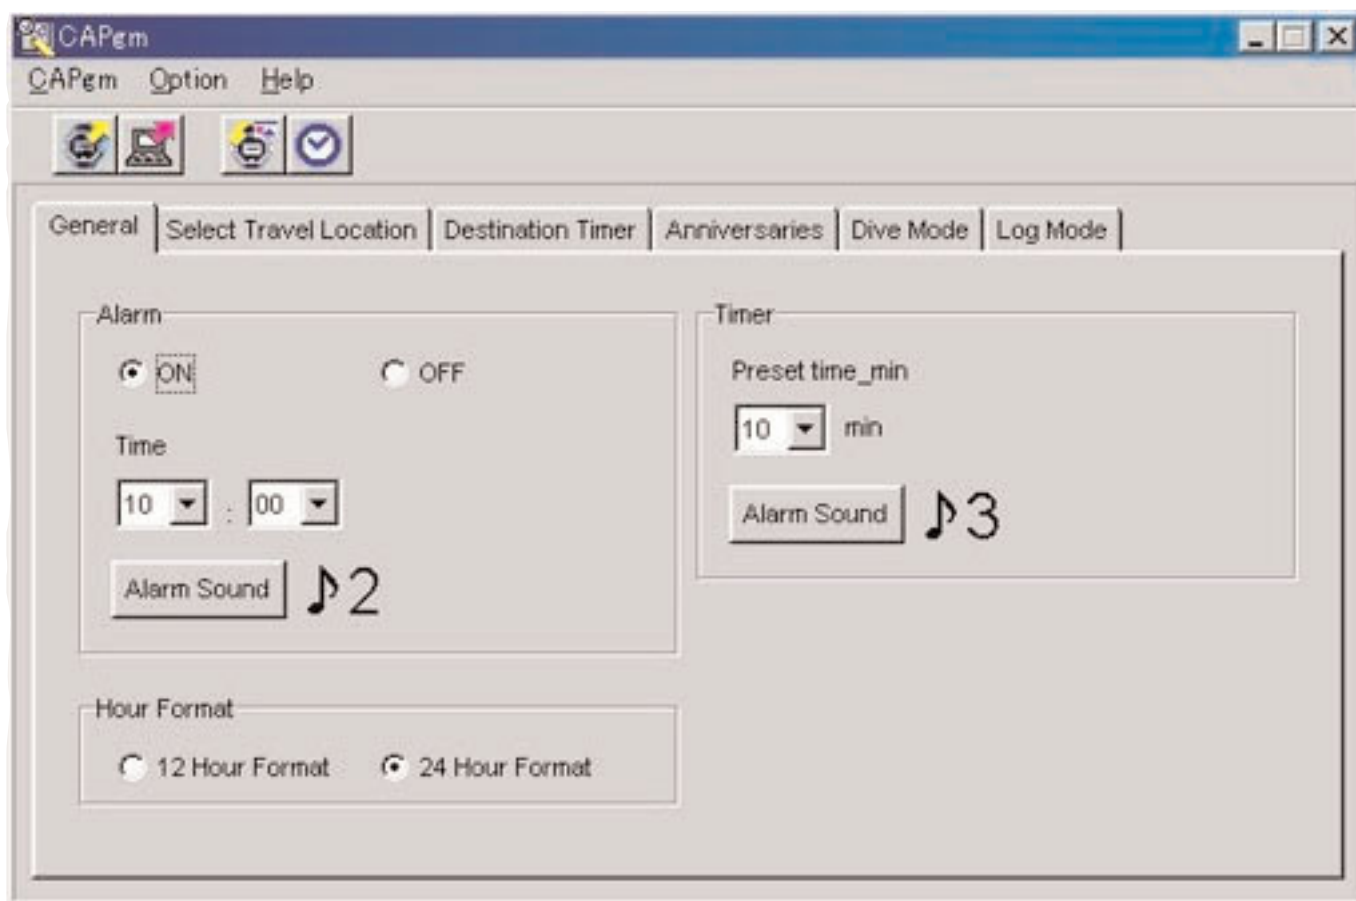 CAPgm
CAPgm Option Help
General Select Travel Location Destination Timer Anniversaries Dive Mode Log Mode
Alarm
ON OFF
Time
10 : 00
Alarm Sound ♪2
Timer
Preset time_min
10 min
Alarm Sound ♪3
Hour Format
12 Hour Format 24 Hour Format